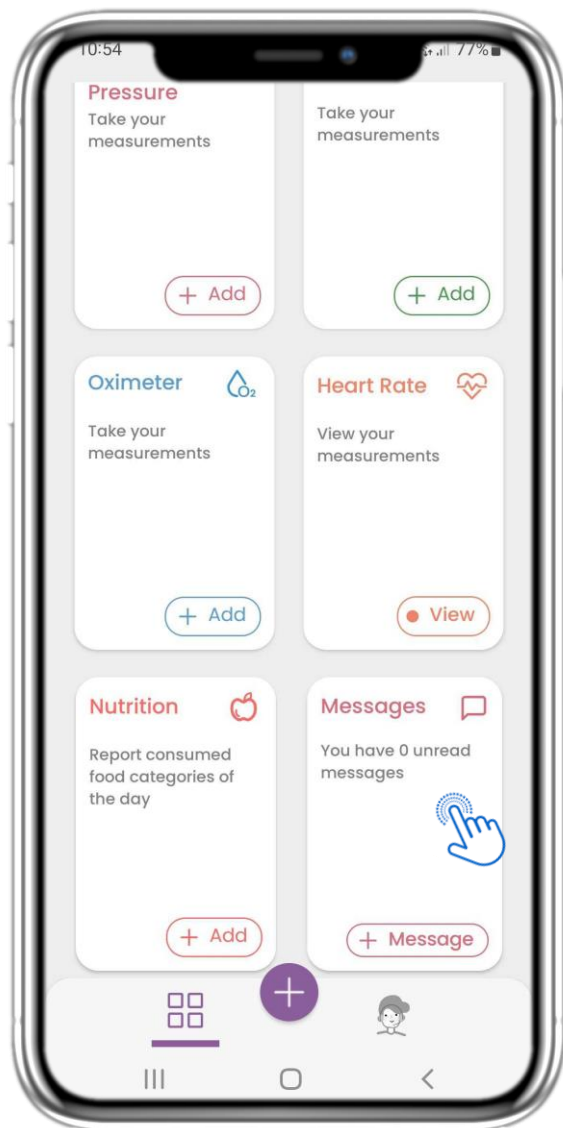 10:54
77%
Pressure
Take your
measurements
Take your
measurements
+ Add
+ Add
Oximeter
O2
Heart Rate
Take your
measurements
View your
measurements
+ Add
View
Nutrition
Messages
Report consumed
food categories of
the day
You have 0 unread
messages
+ Add
+ Message